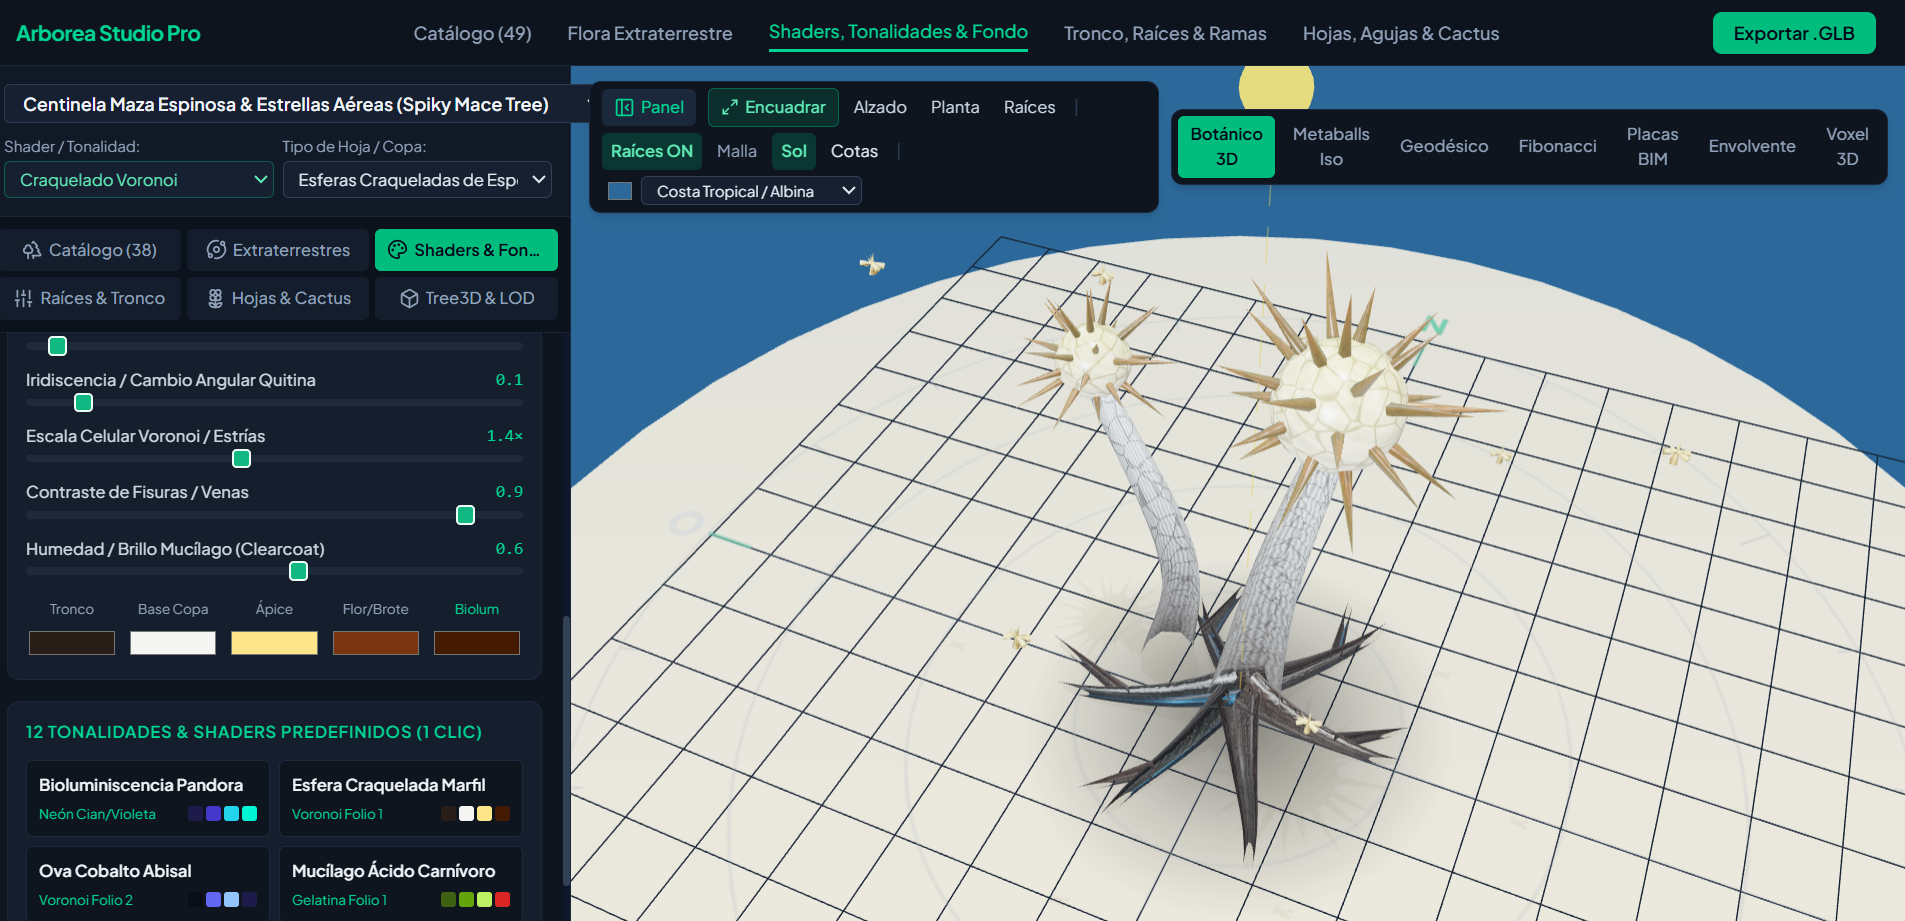 Arborea Studio Pro
Catálogo (49)
Flora Extraterrestre
Shaders, Tonalidades & Fondo
Tronco, Raíces & Ramas
Hojas, Agujas & Cactus
Exportar .GLB
Centinela Maza Espinosa & Estrellas Aéreas (Spiky Mace Tree)
Shader / Tonalidad:
Tipo de Hoja / Copa:
Craquelado Voronoi
Esferas Craqueladas de Esp
Catálogo (38)
Extraterrestres
Shaders & Fon...
Raíces & Tronco
Hojas & Cactus
Tree3D & LOD
Iridiscencia / Cambio Angular Quitina 0.1
Escala Celular Voronoi / Estrías 1.4×
Contraste de Fisuras / Venas 0.9
Humedad / Brillo Mucílago (Clearcoat) 0.6
Tronco
Base Copa
Ápice
Flor/Brote
Biolum
12 TONALIDADES & SHADERS PREDEFINIDOS (1 CLIC)
Bioluminiscencia Pandora
Neón Cian/Violeta
Esfera Craquelada Marfil
Voronoi Folio 1
Ova Cobalto Abisal
Voronoi Folio 2
Mucílago Ácido Carnívoro
Gelatina Folio 1
Panel
Encuadrar
Alzado
Planta
Raíces
Raíces ON
Malla
Sol
Cotas
Costa Tropical / Albina
Botánico
3D
Metaballs
Iso
Geodésico
Fibonacci
Placas
BIM
Envolvente
Voxel
3D
N
O